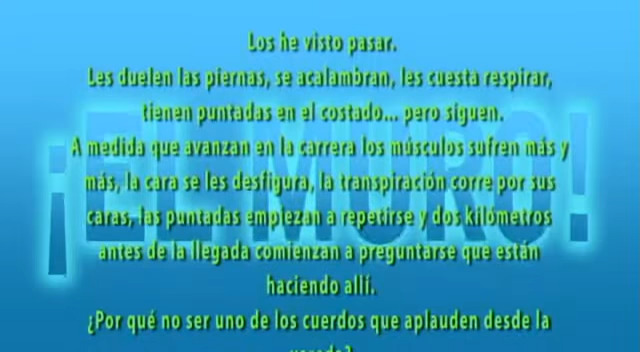 Los he visto pasar.
Les duelen las piernas, se acalambran, les cuesta respirar,
tienen puntadas en el costado... pero siguen.
A medida que avanzan en la carrera los músculos sufren más y
más, la cara se les desfigura, la transpiración corre por sus
caras, las puntadas empiezan a repetirse y dos kilómetros
antes de la llegada comienzan a preguntarse que están
haciendo allí.
¿Por qué no ser uno de los cuerdos que aplauden desde la
¡EL MURO!